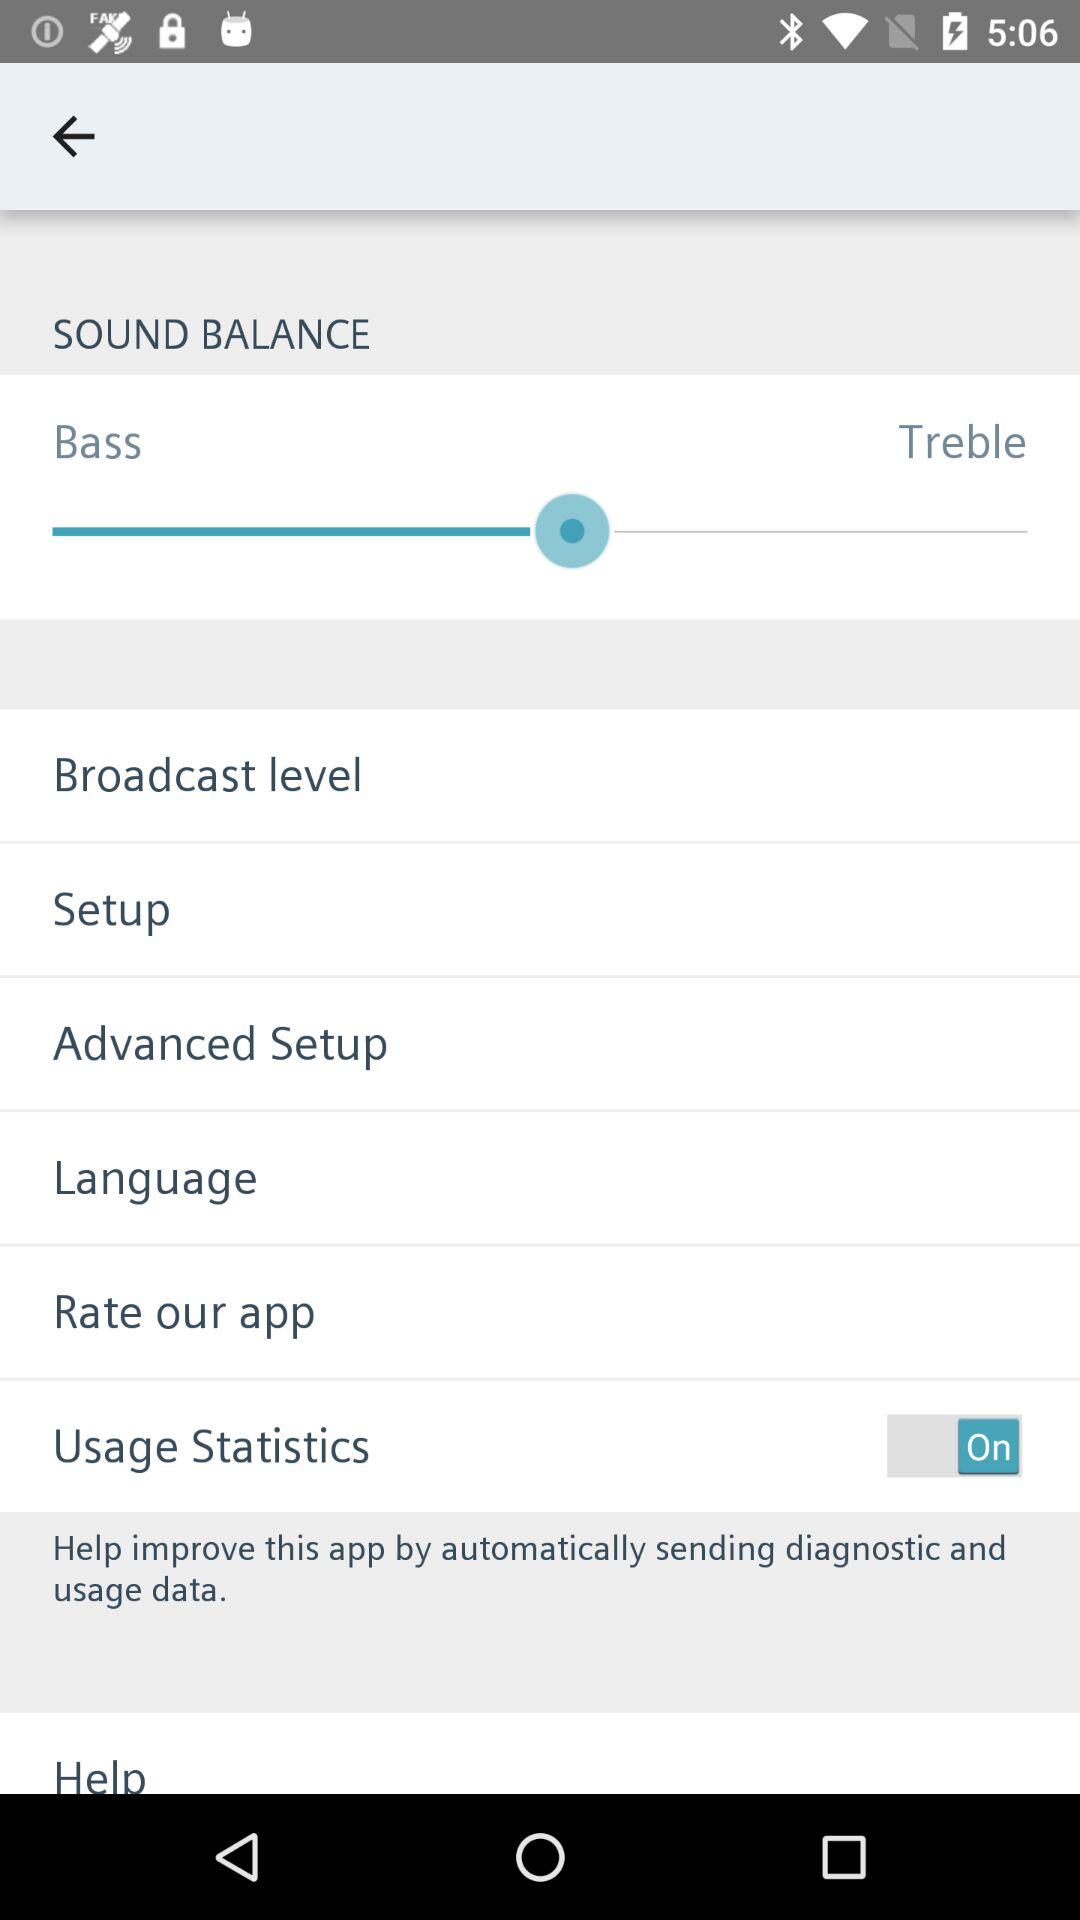 FAKE
5:06
SOUND BALANCE
Bass Treble
Broadcast level
Setup
Advanced Setup
Language
Rate our app
Usage Statistics On
Help improve this app by automatically sending diagnostic and
usage data.
Help